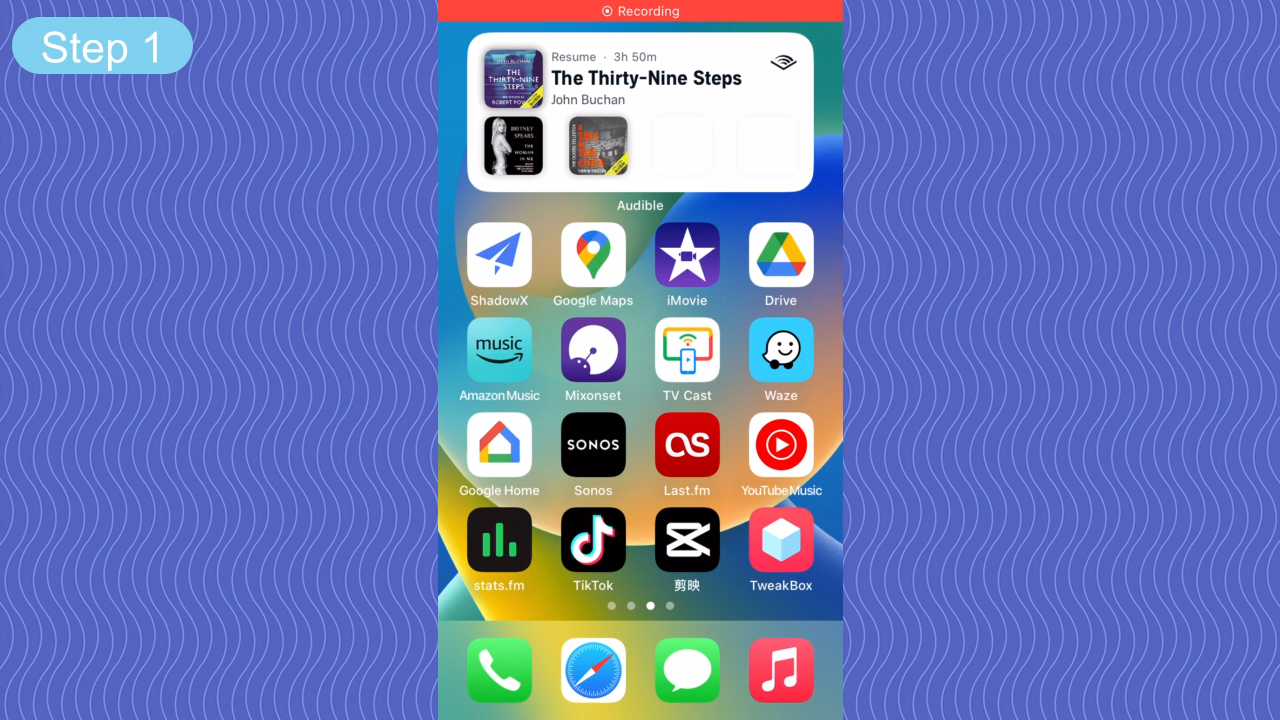 Step 1
Recording
Resume · 3h 50m
The Thirty-Nine Steps
John Buchan
JOHN BUCHAN
THE
THIRTY-NINE
STEPS
BRITNEY
SPEARS
THE
WOMAN
IN ME
Audible
ShadowX
Google Maps
iMovie
Drive
music
Amazon Music
Mixonset
TV Cast
Waze
SONOS
Google Home
Sonos
Last.fm
YouTube Music
stats.fm
TikTok
剪映
TweakBox